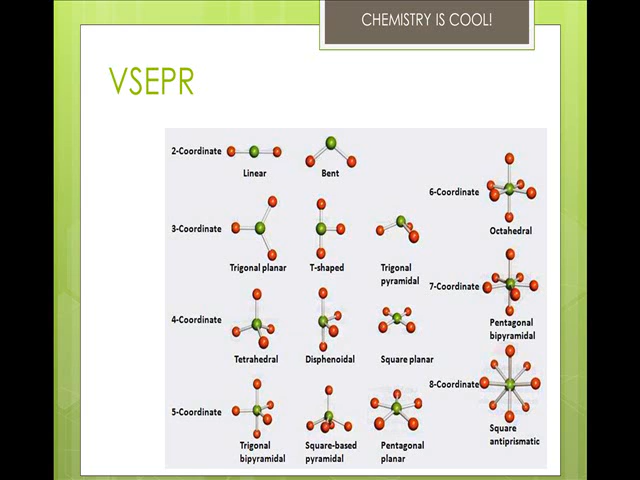 CHEMISTRY IS COOL!
VSEPR
2-Coordinate
Linear
Bent
3-Coordinate
Trigonal planar
T-shaped
Trigonal
pyramidal
4-Coordinate
Tetrahedral
Disphenoidal
Square planar
5-Coordinate
Trigonal
bipyramidal
Square-based
pyramidal
Pentagonal
planar
6-Coordinate
Octahedral
7-Coordinate
Pentagonal
bipyramidal
8-Coordinate
Square
antiprismatic